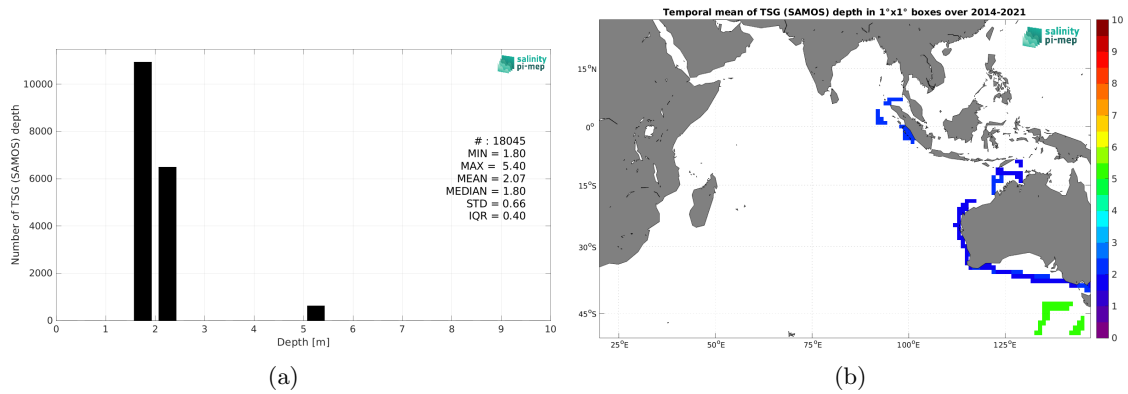 salinity
pi-mep
Number of TSG (SAMOS) depth
10000
8000
6000
4000
2000
0
# : 18045
MIN = 1.80
MAX = 5.40
MEAN = 2.07
MEDIAN = 1.80
STD = 0.66
IQR = 0.40
0 1 2 3 4 5 6 7 8 9 10
Depth [m]
(a)
Temporal mean of TSG (SAMOS) depth in 1°x1° boxes over 2014-2021
salinity
pi-mep
15°N
0°
15°S
30°S
45°S
25°E 50°E 75°E 100°E 125°E
10
9
8
7
6
5
4
3
2
1
0
(b)